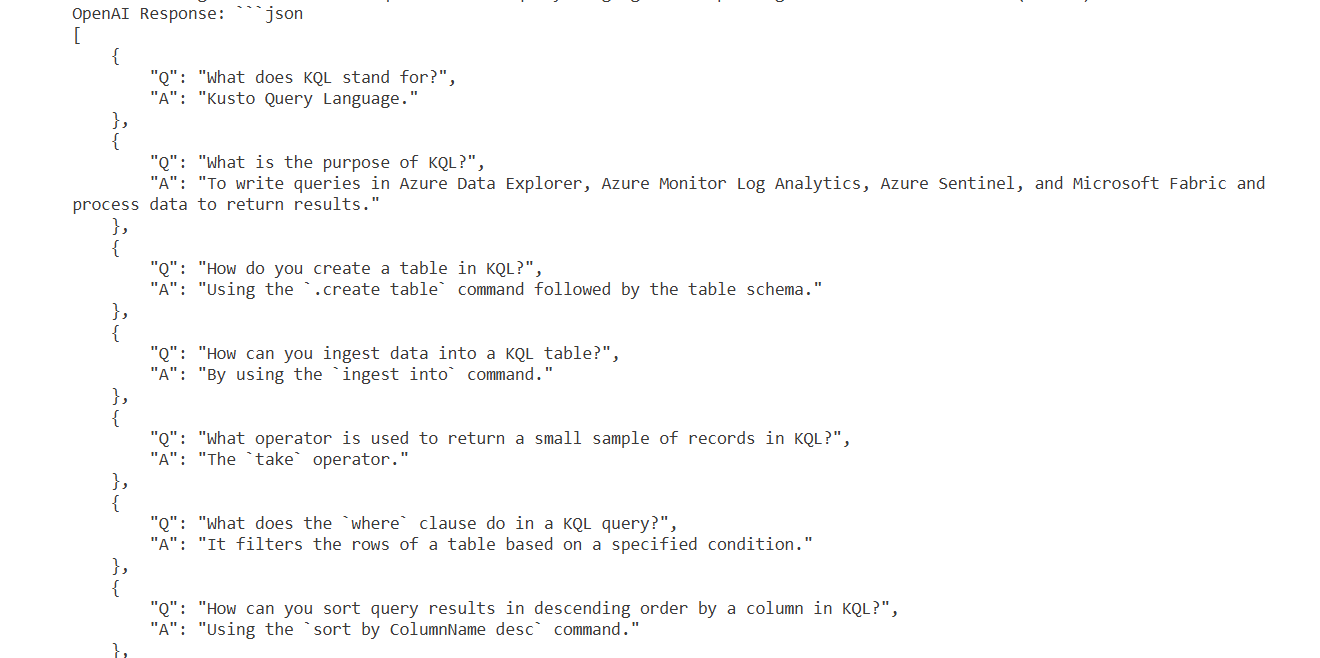 OpenAI Response: ```json
[
    {
        "Q": "What does KQL stand for?",
        "A": "Kusto Query Language."
    },
    {
        "Q": "What is the purpose of KQL?",
        "A": "To write queries in Azure Data Explorer, Azure Monitor Log Analytics, Azure Sentinel, and Microsoft Fabric and
process data to return results."
    },
    {
        "Q": "How do you create a table in KQL?",
        "A": "Using the `.create table` command followed by the table schema."
    },
    {
        "Q": "How can you ingest data into a KQL table?",
        "A": "By using the `ingest into` command."
    },
    {
        "Q": "What operator is used to return a small sample of records in KQL?",
        "A": "The `take` operator."
    },
    {
        "Q": "What does the `where` clause do in a KQL query?",
        "A": "It filters the rows of a table based on a specified condition."
    },
    {
        "Q": "How can you sort query results in descending order by a column in KQL?",
        "A": "Using the `sort by ColumnName desc` command."
    },